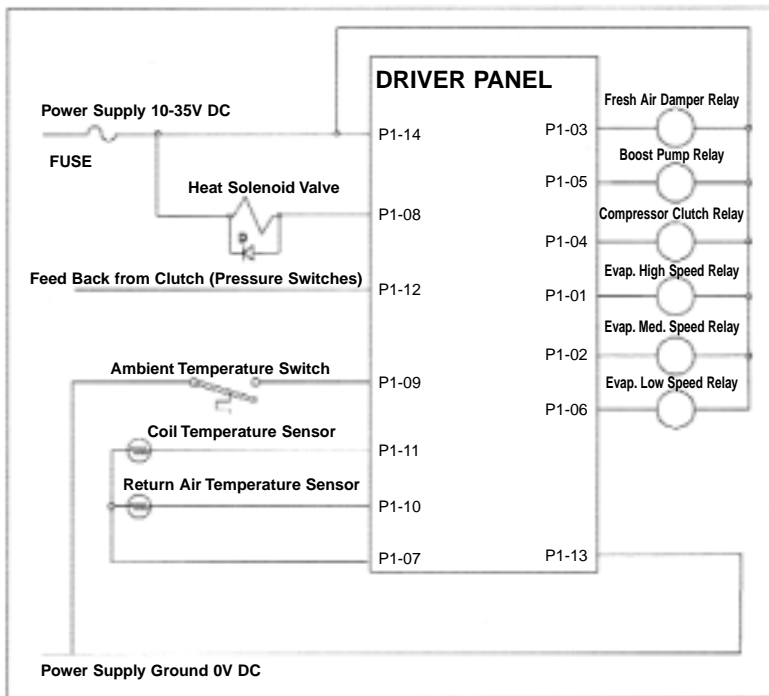 DRIVER PANEL
Power Supply 10-35V DC
FUSE
Heat Solenoid Valve
D
Feed Back from Clutch (Pressure Switches)
Ambient Temperature Switch
Coil Temperature Sensor
Return Air Temperature Sensor
Power Supply Ground 0V DC
P1-14
P1-08
P1-12
P1-09
P1-11
P1-10
P1-07
P1-03
P1-05
P1-04
P1-01
P1-02
P1-06
P1-13
Fresh Air Damper Relay
Boost Pump Relay
Compressor Clutch Relay
Evap. High Speed Relay
Evap. Med. Speed Relay
Evap. Low Speed Relay